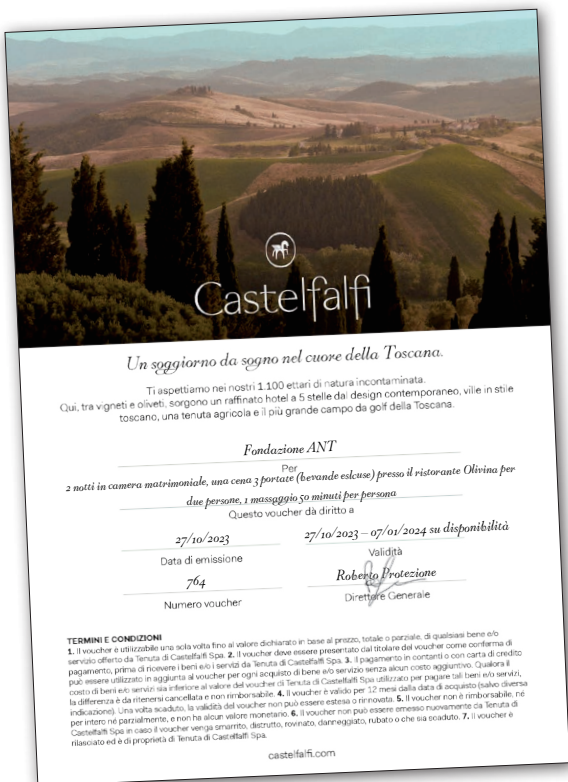 Castelfalfi
Un soggiorno da sogno nel cuore della Toscana.
Ti aspettiamo nei nostri 1.100 ettari di natura incontaminata.
Qui, tra vigneti e oliveti, sorgono un raffinato hotel a 5 stelle dal design contemporaneo, ville in stile
toscano, una tenuta agricola e il più grande campo da golf della Toscana.
Fondazione ANT
Per
2 notti in camera matrimoniale, una cena 3 portate (bevande eslcuse) presso il ristorante Olivina per
due persone, 1 massaggio 50 minuti per persona
Questo voucher dà diritto a
27/10/2023
27/10/2023 – 07/01/2024 su disponibilità
Data di emissione
Validità
764
Roberto Protezione
Numero voucher
Direttore Generale
TERMINI E CONDIZIONI
1. Il voucher è utilizzabile una sola volta fino al valore dichiarato in base al prezzo, totale o parziale, di qualsiasi bene e/o
servizio offerto da Tenuta di Castelfalfi Spa. 2. Il voucher deve essere presentato dal titolare del voucher come conferma di
pagamento, prima di ricevere i beni e/o i servizi da Tenuta di Castelfalfi Spa. 3. Il pagamento in contanti o con carta di credito
può essere utilizzato in aggiunta al voucher per ogni acquisto di bene e/o servizio senza alcun costo aggiuntivo. Qualora il
costo di beni e/o servizi sia inferiore al valore del voucher di Tenuta di Castelfalfi Spa utilizzato per pagare tali beni e/o servizi,
la differenza è da ritenersi cancellata e non rimborsabile. 4. Il voucher è valido per 12 mesi dalla data di acquisto (salvo diversa
indicazione). Una volta scaduto, la validità del voucher non può essere estesa o rinnovata. 5. Il voucher non è rimborsabile, né
per intero né parzialmente, e non ha alcun valore monetario. 6. Il voucher non può essere emesso nuovamente da Tenuta di
Castelfalfi Spa in caso il voucher venga smarrito, distrutto, rovinato, danneggiato, rubato o che sia scaduto. 7. Il voucher è
rilasciato ed è di proprietà di Tenuta di Castelfalfi Spa.
castelfalfi.com